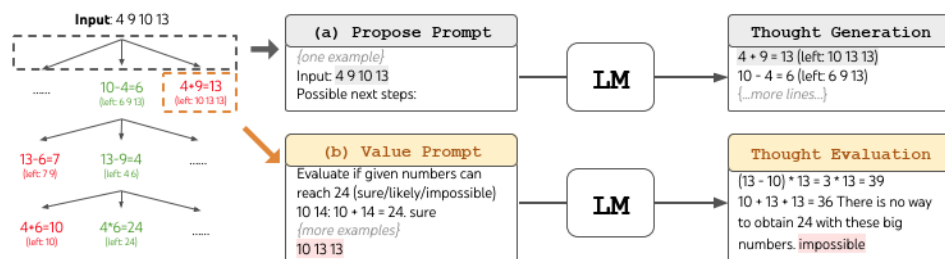 Input: 4 9 10 13
......
10-4=6
(left: 6 9 13)
4+9=13
(left: 10 13 13)
13-6=7
(left: 7 9)
13-9=4
(left: 4 6)
......
4+6=10
(left: 10)
4*6=24
(left: 24)
......
(a) Propose Prompt
{one example}
Input: 4 9 10 13
Possible next steps:
LM
Thought Generation
4 + 9 = 13 (left: 10 13 13)
10 - 4 = 6 (left: 6 9 13)
{...more lines...}
(b) Value Prompt
Evaluate if given numbers can
reach 24 (sure/likely/impossible)
10 14: 10 + 14 = 24. sure
{more examples}
10 13 13
LM
Thought Evaluation
(13 - 10) * 13 = 3 * 13 = 39
10 + 13 + 13 = 36 There is no way
to obtain 24 with these big
numbers. impossible